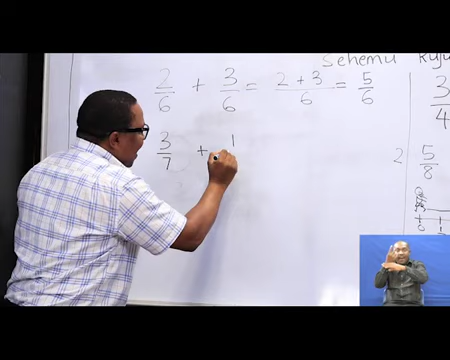 Sehemu
2/6 + 3/6 = 2 + 3/6 = 5/6
3/4
3/7 + 1
2 5/8